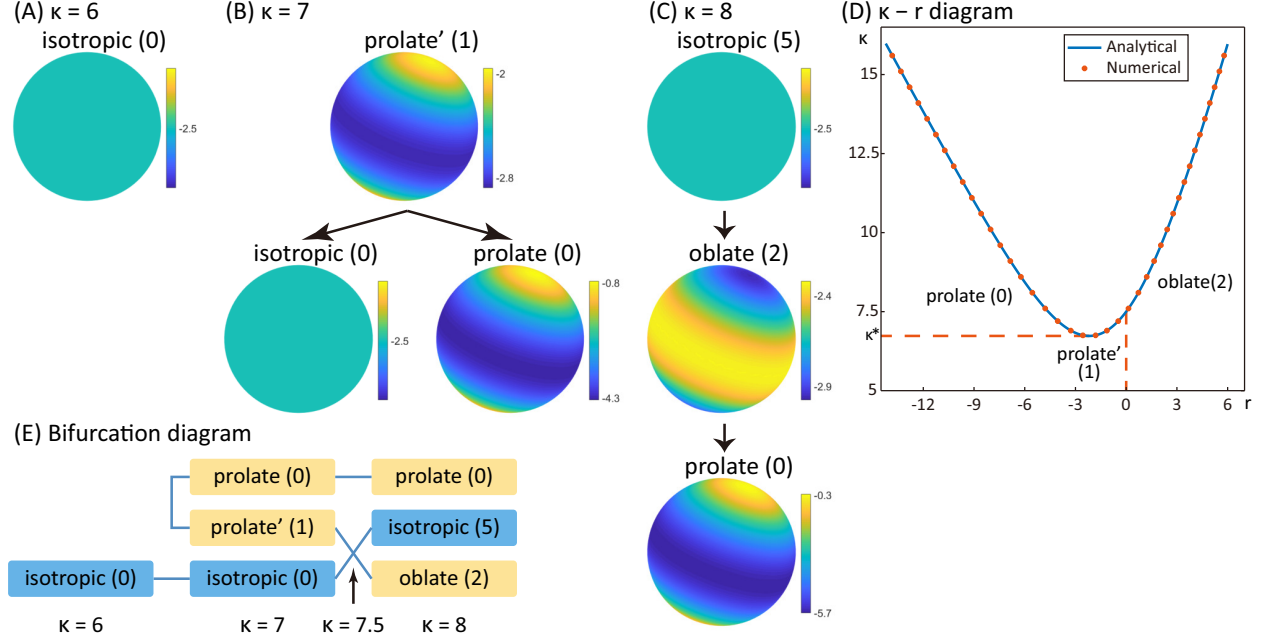 (A) κ = 6
isotropic (0)
-2.5
(B) κ = 7
prolate’ (1)
-2
-2.8
isotropic (0)
-2.5
prolate (0)
-0.8
-4.3
(C) κ = 8
isotropic (5)
-2.5
oblate (2)
-2.4
-2.9
prolate (0)
-0.3
-5.7
(D) κ – r diagram
κ
Analytical
Numerical
15
12.5
10
7.5
κ*
5
prolate (0)
oblate(2)
prolate’
(1)
-12
-9
-6
-3
0
3
6
r
(E) Bifurcation diagram
prolate (0)
prolate (0)
prolate’ (1)
isotropic (5)
isotropic (0)
isotropic (0)
oblate (2)
κ = 6
κ = 7
κ = 7.5
κ = 8